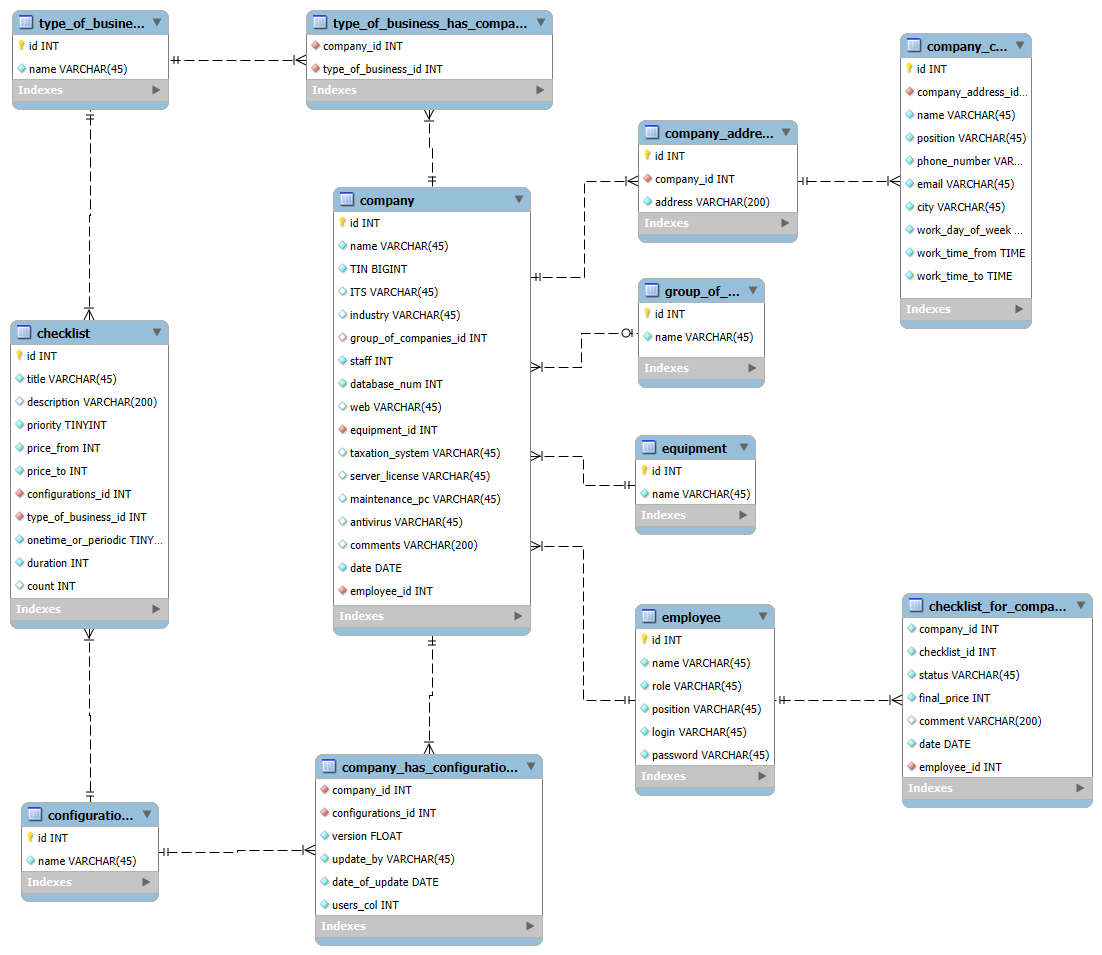 type_of_busine...
id INT
name VARCHAR(45)
Indexes
type_of_business_has_compa...
company_id INT
type_of_business_id INT
Indexes
company_c...
id INT
company_address_id...
name VARCHAR(45)
position VARCHAR(45)
phone_number VAR...
email VARCHAR(45)
city VARCHAR(45)
work_day_of_week ...
work_time_from TIME
work_time_to TIME
Indexes
company_addre...
id INT
company_id INT
address VARCHAR(200)
Indexes
company
id INT
name VARCHAR(45)
TIN BIGINT
ITS VARCHAR(45)
industry VARCHAR(45)
group_of_companies_id INT
staff INT
database_num INT
web VARCHAR(45)
equipment_id INT
taxation_system VARCHAR(45)
server_license VARCHAR(45)
maintenance_pc VARCHAR(45)
antivirus VARCHAR(45)
comments VARCHAR(200)
date DATE
employee_id INT
Indexes
group_of_...
id INT
name VARCHAR(45)
Indexes
checklist
id INT
title VARCHAR(45)
description VARCHAR(200)
priority TINYINT
price_from INT
price_to INT
configurations_id INT
type_of_business_id INT
onetime_or_periodic TINY...
duration INT
count INT
Indexes
equipment
id INT
name VARCHAR(45)
Indexes
employee
id INT
name VARCHAR(45)
role VARCHAR(45)
position VARCHAR(45)
login VARCHAR(45)
password VARCHAR(45)
Indexes
checklist_for_compa...
company_id INT
checklist_id INT
status VARCHAR(45)
final_price INT
comment VARCHAR(200)
date DATE
employee_id INT
Indexes
company_has_configuratio...
company_id INT
configurations_id INT
version FLOAT
update_by VARCHAR(45)
date_of_update DATE
users_col INT
Indexes
configuratio...
id INT
name VARCHAR(45)
Indexes